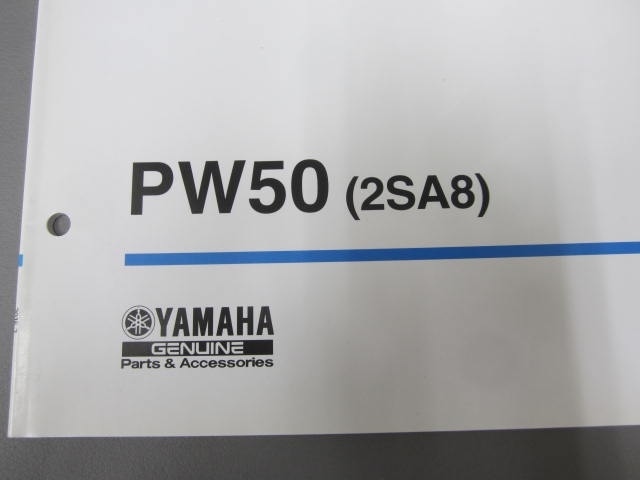 PW50 (2SA8)
YAMAHA
GENUINE
Parts & Accessories